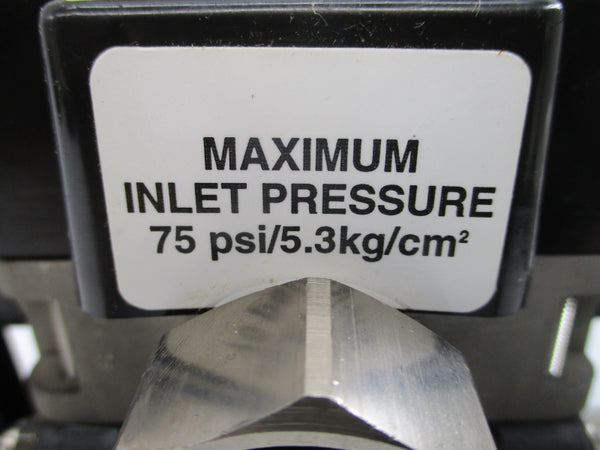 MAXIMUM
INLET PRESSURE
75 psi/5.3kg/cm²